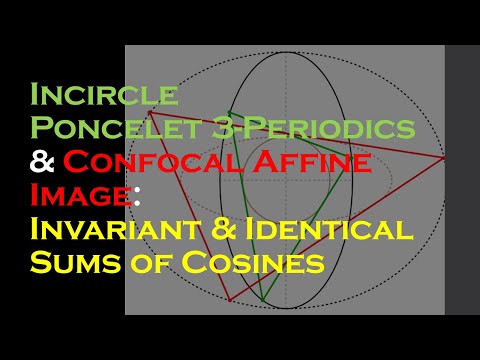 Incircle
Poncelet 3-Periodics
& Confocal Affine
Image:
Invariant & Identical
Sums of Cosines